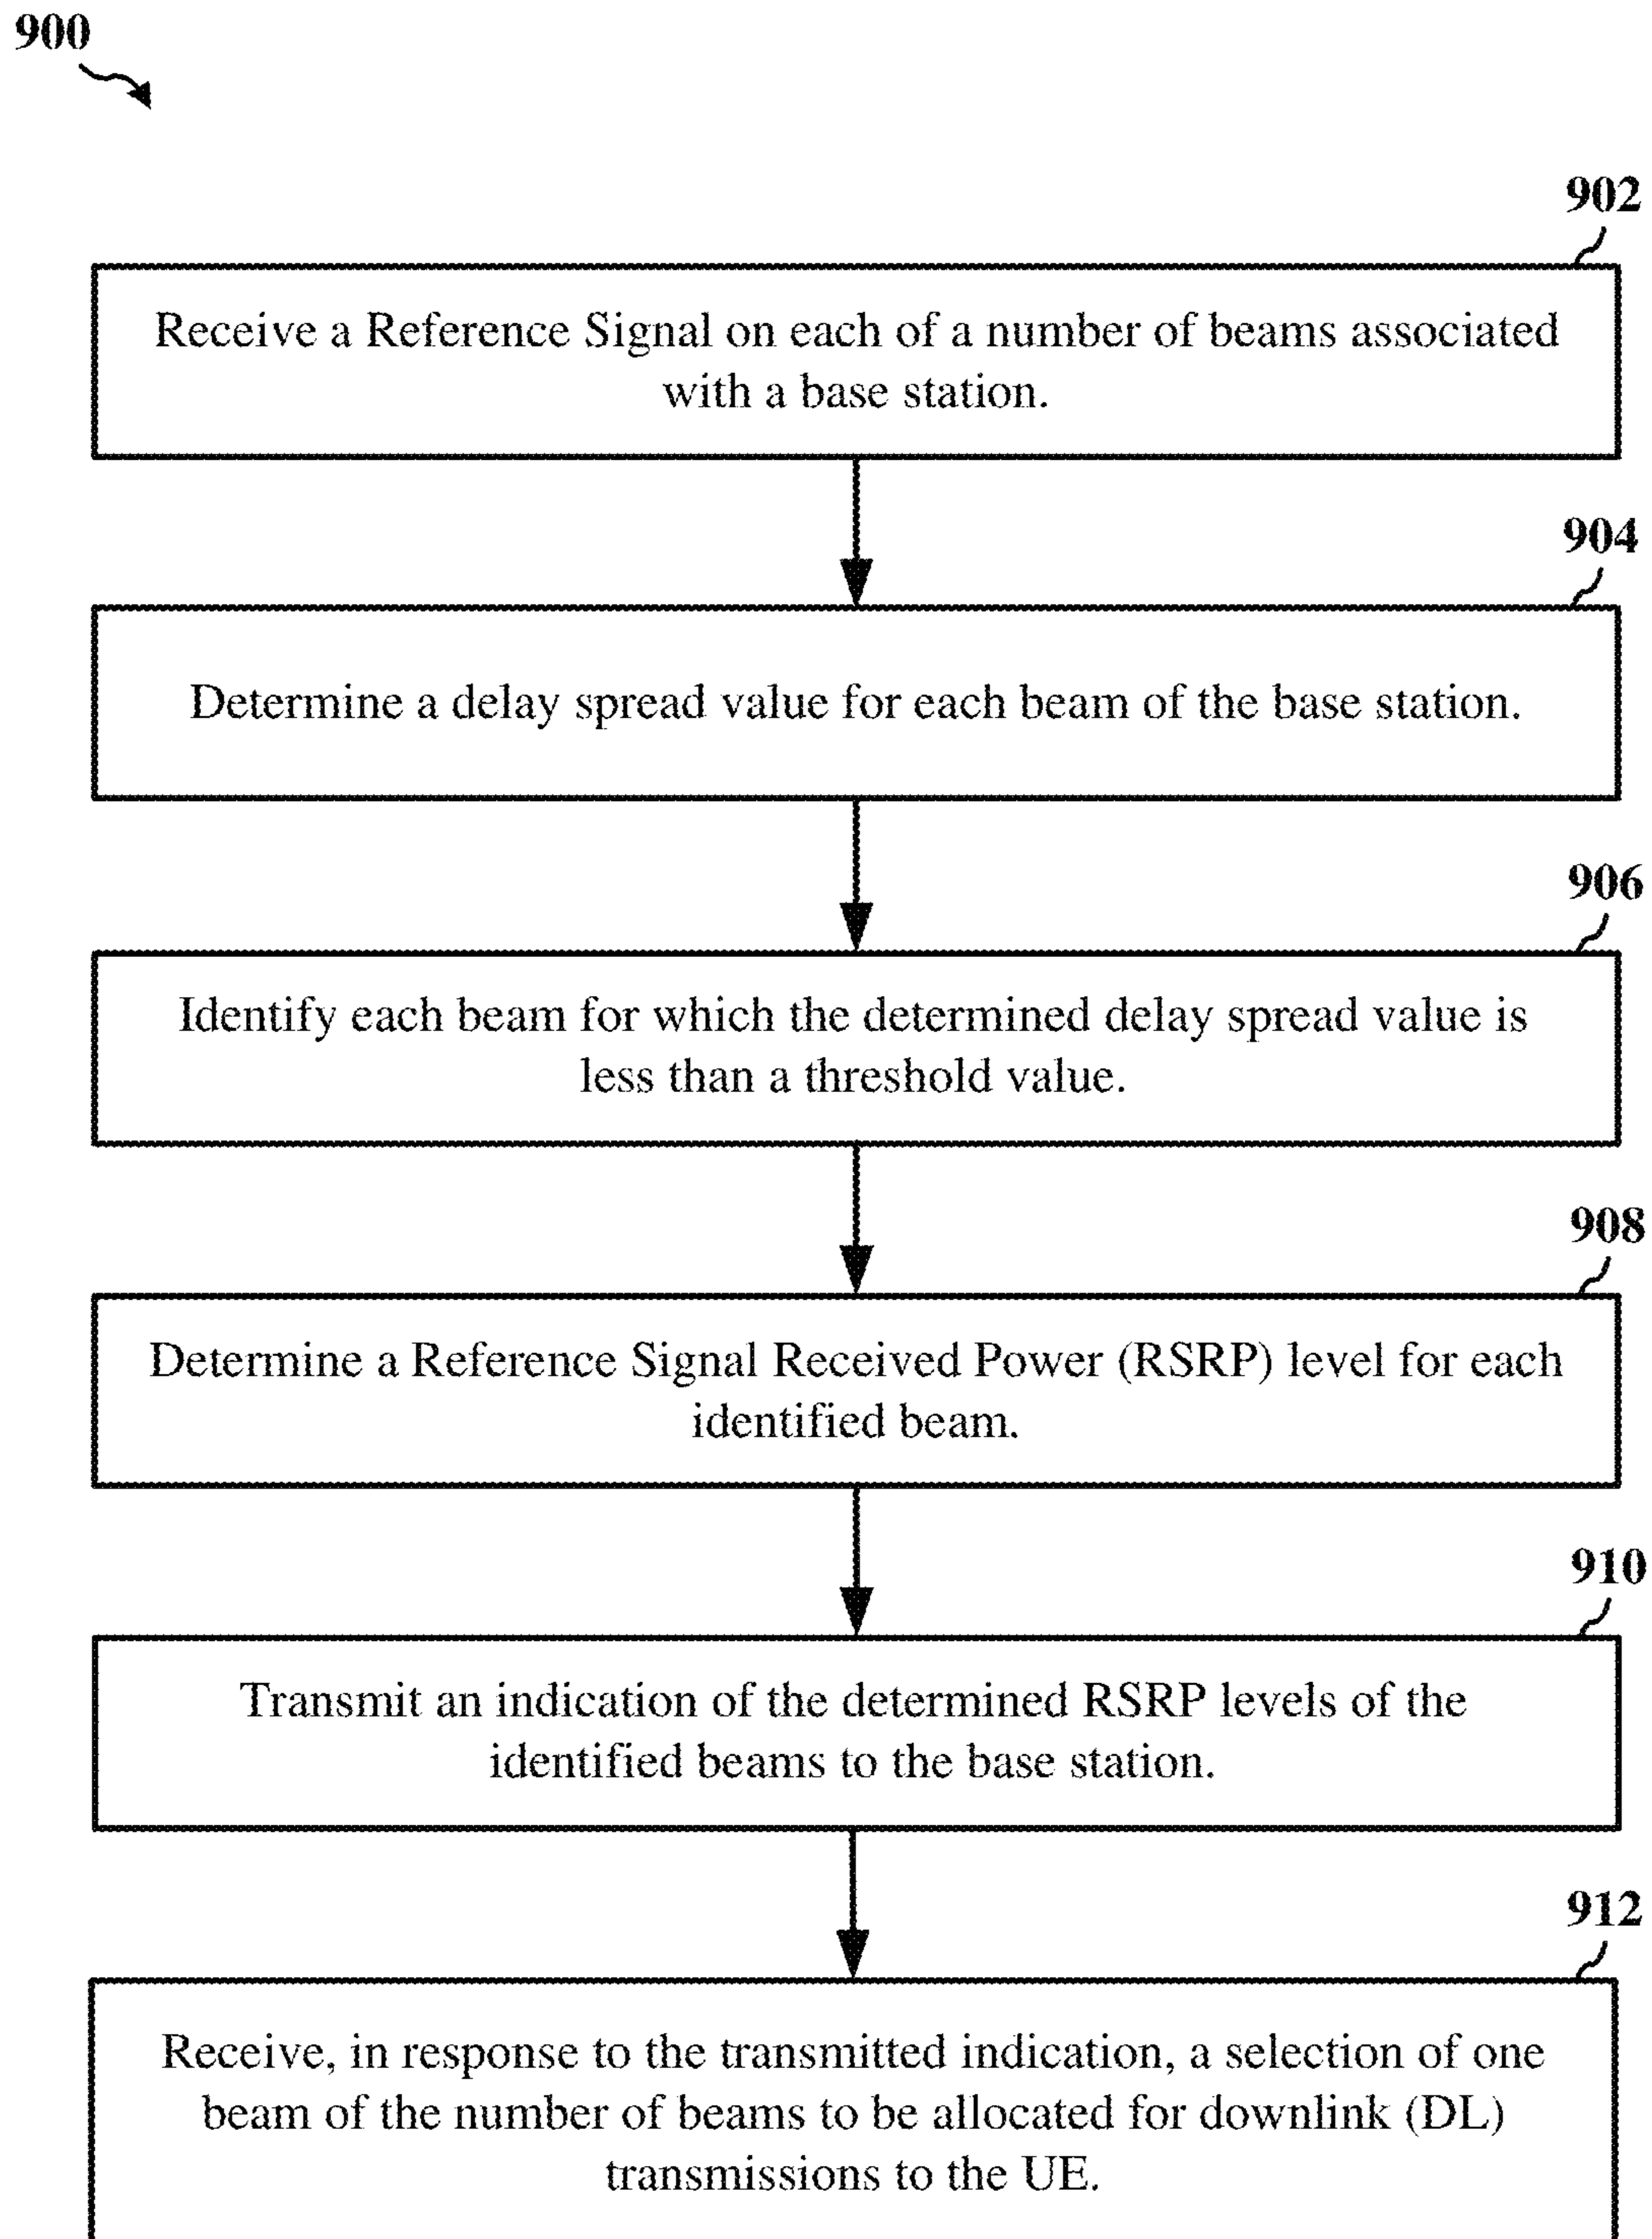 900
902
Receive a Reference Signal on each of a number of beams associated
with a base station.
904
Determine a delay spread value for each beam of the base station.
906
Identify each beam for which the determined delay spread value is
less than a threshold value.
908
Determine a Reference Signal Received Power (RSRP) level for each
identified beam.
910
Transmit an indication of the determined RSRP levels of the
identified beams to the base station.
912
Receive, in response to the transmitted indication, a selection of one
beam of the number of beams to be allocated for downlink (DL)
transmissions to the UE.